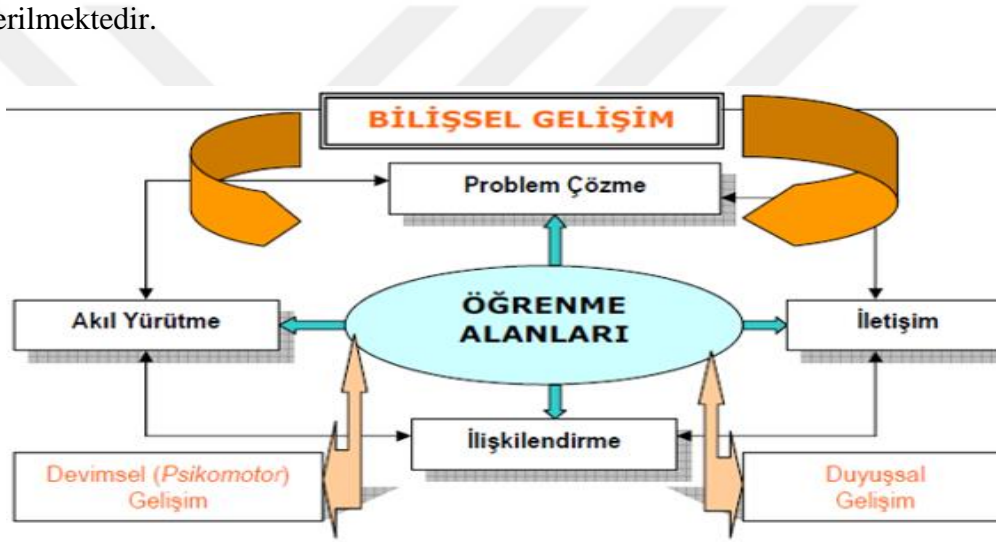 erilmektedir.
BİLİŞSEL GELİŞİM
Problem Çözme
ÖĞRENME
ALANLARI
Akıl Yürütme
İletişim
İlişkilendirme
Devimsel (Psikomotor)
Gelişim
Duyuşsal
Gelişim